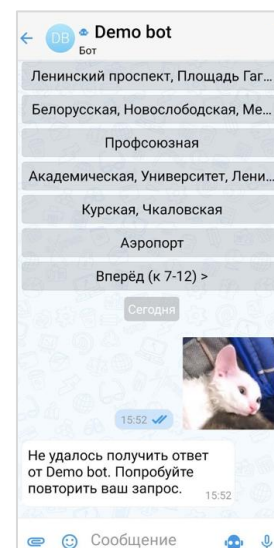 DB
Demo bot
Бот
Ленинский проспект, Площадь Гаг...
Белорусская, Новослободская, Ме...
Профсоюзная
Академическая, Университет, Лени...
Курская, Чкаловская
Аэропорт
Вперёд (к 7-12) >
Сегодня
15:52
Не удалось получить ответ
от Demo bot. Попробуйте
повторить ваш запрос.
15:52
Сообщение